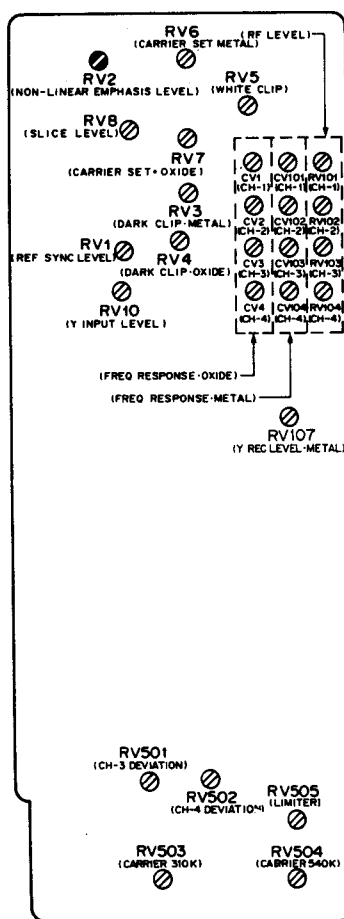 RV6
(CARRIER SET METAL)
(RF LEVEL)
RV2
(NON-LINEAR EMPHASIS LEVEL)
RV5
(WHITE CLIP)
RV8
(SLICE LEVEL)
RV7
(CARRIER SET·OXIDE)
CV1
(CH-1)
CV101
(CH-1)
RV101
(CH-1)
CV2
(CH-2)
CV102
(CH-2)
RV102
(CH-2)
CV3
(CH-3)
CV103
(CH-3)
RV103
(CH-3)
CV4
(CH-4)
CV104
(CH-4)
RV104
(CH-4)
RV3
(DARK CLIP·METAL)
RV1
(REF SYNC LEVEL)
RV4
(DARK CLIP·OXIDE)
RV10
(Y INPUT LEVEL)
(FREQ RESPONSE·OXIDE)
(FREQ RESPONSE·METAL)
RV107
(Y REC LEVEL·METAL)
RV501
(CH-3 DEVIATION)
RV502
(CH-4 DEVIATION)
RV505
(LIMITER)
RV503
(CARRIER 310K)
RV504
(CARRIER 540K)